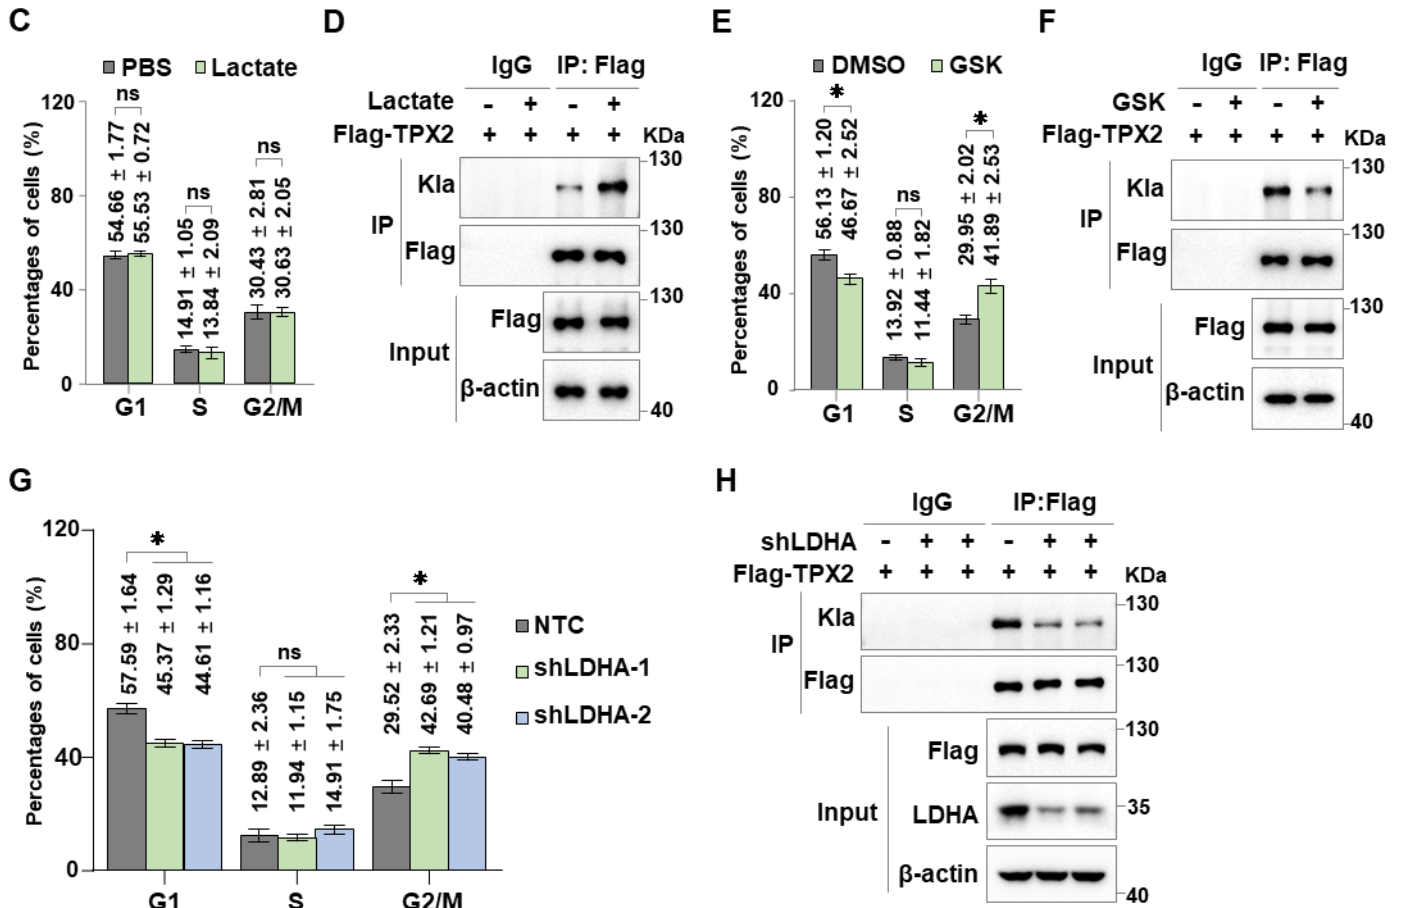 C
PBS Lactate
Percentages of cells (%)
120
80
40
0
ns
ns
ns
54.66 ± 1.77
55.53 ± 0.72
14.91 ± 1.05
13.84 ± 2.09
30.43 ± 2.81
30.63 ± 2.05
G1 S G2/M
D
IgG IP: Flag
Lactate - + - +
Flag-TPX2 + + + + KDa
IP
Kla
130
Flag
130
Input
Flag
130
β-actin
40
E
DMSO GSK
Percentages of cells (%)
120
80
40
0
*
ns
*
56.13 ± 1.20
46.67 ± 2.52
13.92 ± 0.88
11.44 ± 1.82
29.95 ± 2.02
41.89 ± 2.53
G1 S G2/M
F
IgG IP: Flag
GSK - + - +
Flag-TPX2 + + + + KDa
IP
Kla
130
Flag
130
Input
Flag
130
β-actin
40
G
Percentages of cells (%)
120
80
40
0
*
ns
*
57.59 ± 1.64
45.37 ± 1.29
44.61 ± 1.16
12.89 ± 2.36
11.94 ± 1.15
14.91 ± 1.75
29.52 ± 2.33
42.69 ± 1.21
40.48 ± 0.97
G1 S G2/M
NTC
shLDHA-1
shLDHA-2
H
IgG IP:Flag
shLDHA - + + - + +
Flag-TPX2 + + + + + + KDa
IP
Kla
130
Flag
130
Input
Flag
130
LDHA
35
β-actin
40